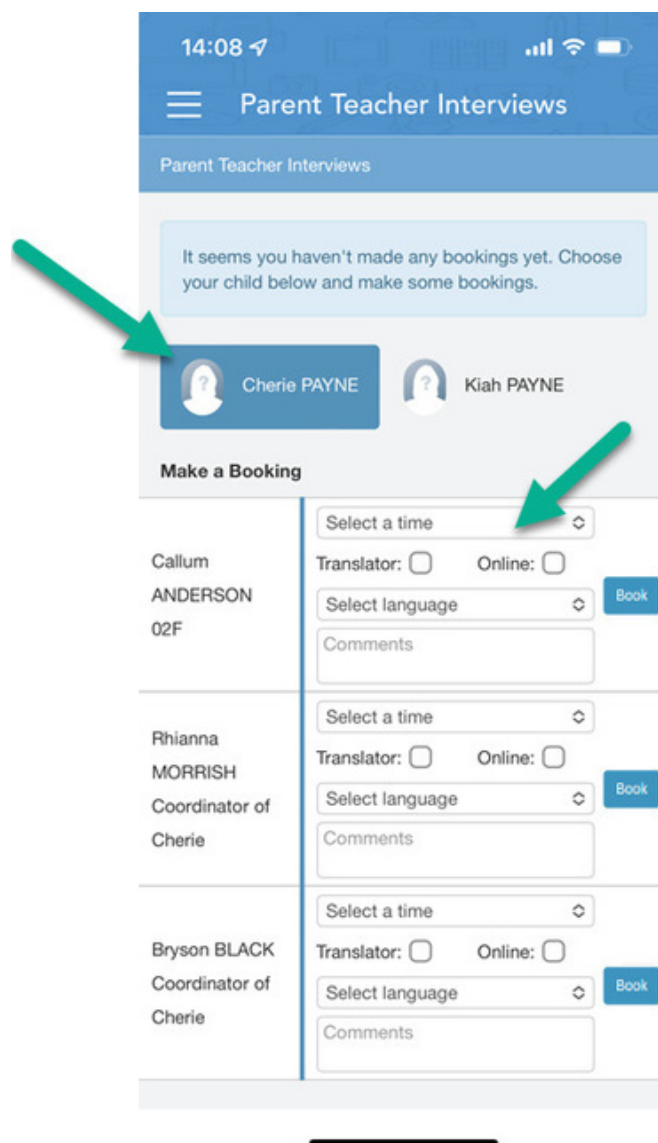 14:08
Parent Teacher Interviews
Parent Teacher Interviews
It seems you haven't made any bookings yet. Choose
your child below and make some bookings.
? Cherie PAYNE ? Kiah PAYNE
Make a Booking
Callum
ANDERSON
02F
Select a time
Translator: Online:
Select language
Comments
Book
Rhianna
MORRISH
Coordinator of
Cherie
Select a time
Translator: Online:
Select language
Comments
Book
Bryson BLACK
Coordinator of
Cherie
Select a time
Translator: Online:
Select language
Comments
Book